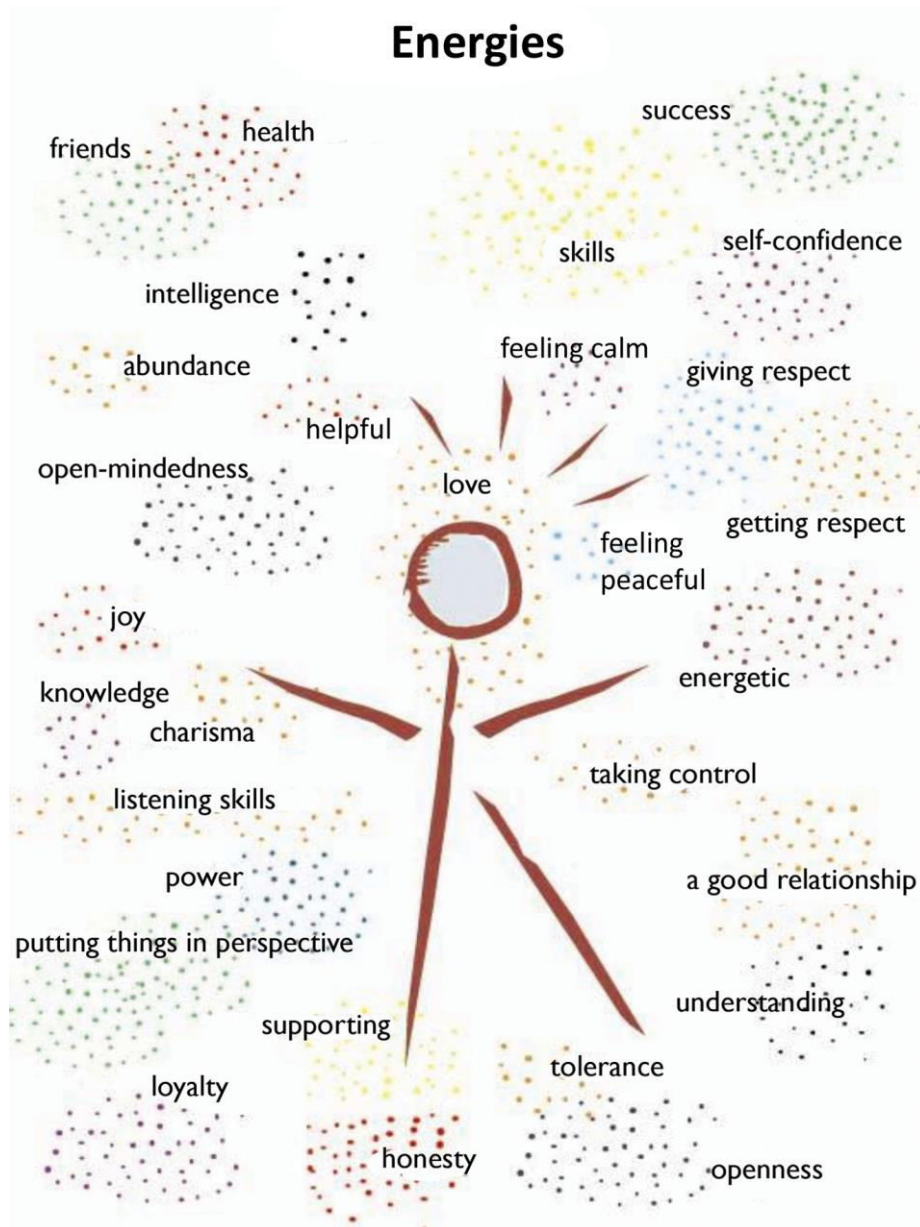 Energies
success
health
friends
self-confidence
skills
intelligence
feeling calm
abundance
giving respect
helpful
open-mindedness
love
getting respect
feeling
peaceful
joy
energetic
knowledge
charisma
taking control
listening skills
power
a good relationship
putting things in perspective
understanding
supporting
tolerance
loyalty
honesty
openness